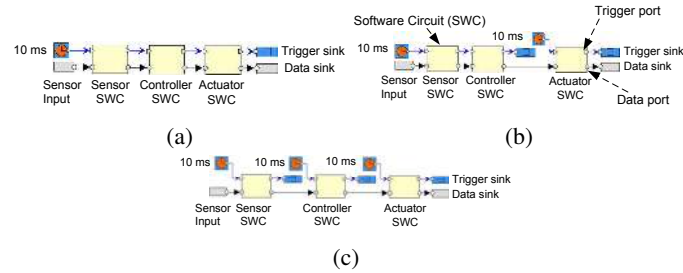 10 ms
Sensor Input
Sensor SWC
Controller SWC
Actuator SWC
Trigger sink
Data sink
(a)
Software Circuit (SWC)
Trigger port
10 ms
10 ms
Trigger sink
Data sink
Sensor Input
Sensor SWC
Controller SWC
Actuator SWC
Data port
(b)
10 ms
10 ms
10 ms
Trigger sink
Data sink
Sensor Input
Sensor SWC
Controller SWC
Actuator SWC
(c)